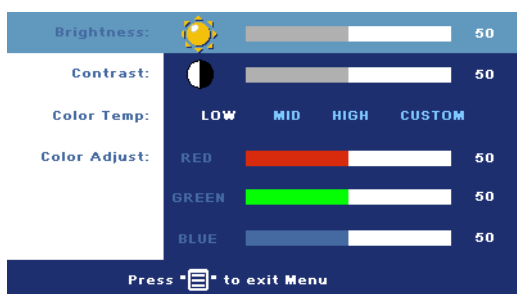 Brightness: 50
Contrast: 50
Color Temp: LOW MID HIGH CUSTOM
Color Adjust: RED 50
GREEN 50
BLUE 50
Press " " to exit Menu